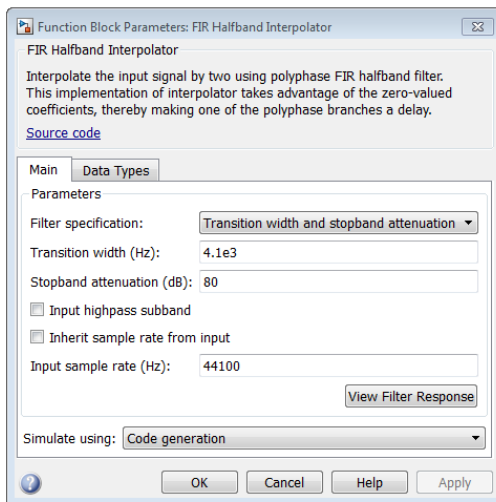 Function Block Parameters: FIR Halfband Interpolator
FIR Halfband Interpolator
Interpolate the input signal by two using polyphase FIR halfband filter.
This implementation of interpolator takes advantage of the zero-valued
coefficients, thereby making one of the polyphase branches a delay.
Source code
Main Data Types
Parameters
Filter specification: Transition width and stopband attenuation
Transition width (Hz): 4.1e3
Stopband attenuation (dB): 80
Input highpass subband
Inherit sample rate from input
Input sample rate (Hz): 44100
View Filter Response
Simulate using: Code generation
? OK Cancel Help Apply